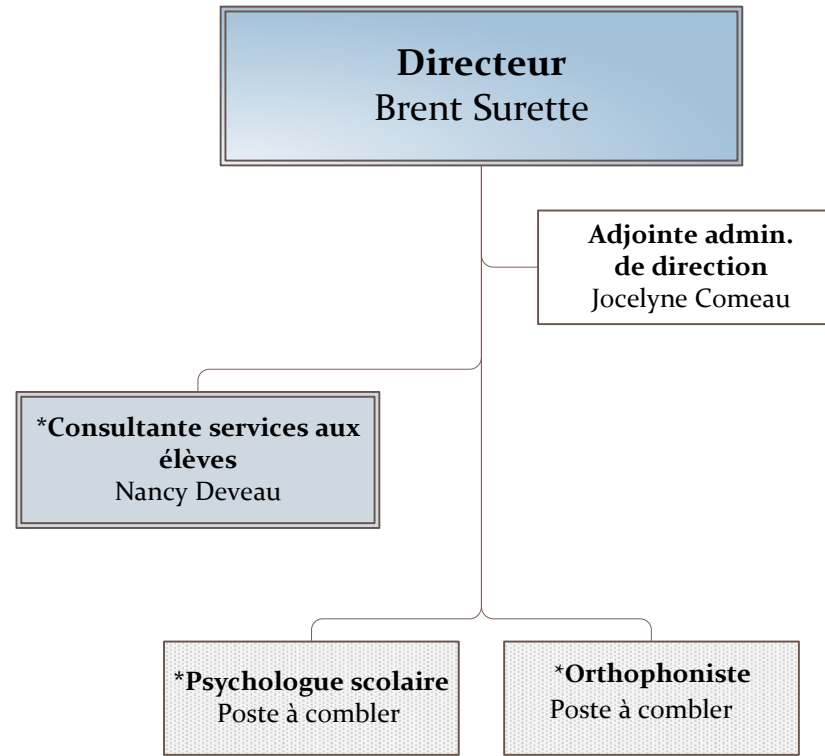 Directeur
Brent Surette
Adjointe admin.
de direction
Jocelyne Comeau
*Consultante services aux
élèves
Nancy Deveau
*Psychologue scolaire
Poste à combler
*Orthophoniste
Poste à combler